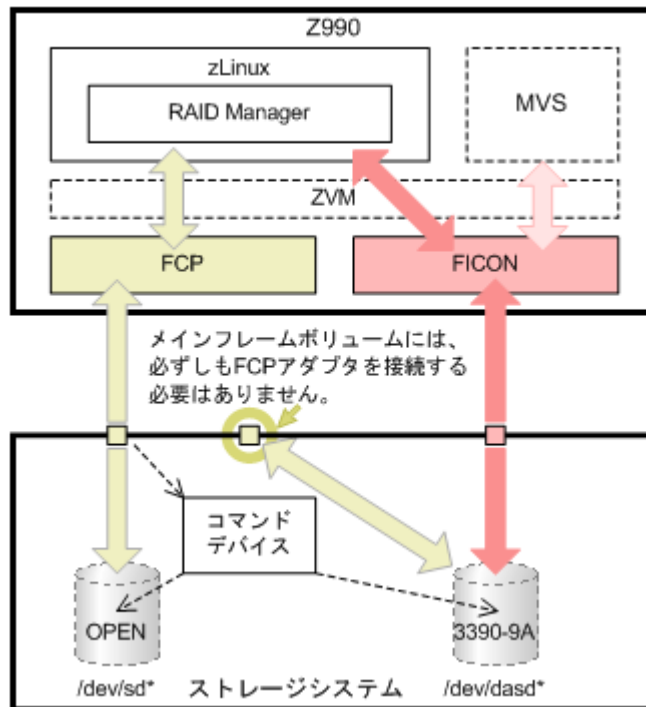 Z990
zLinux
RAID Manager
MVS
ZVM
FCP
FICON
メインフレームボリュームには、
必ずしもFCPアダプタを接続する
必要はありません。
コマンド
デバイス
OPEN
3390-9A
/dev/sd*
ストレージシステム
/dev/dasd*